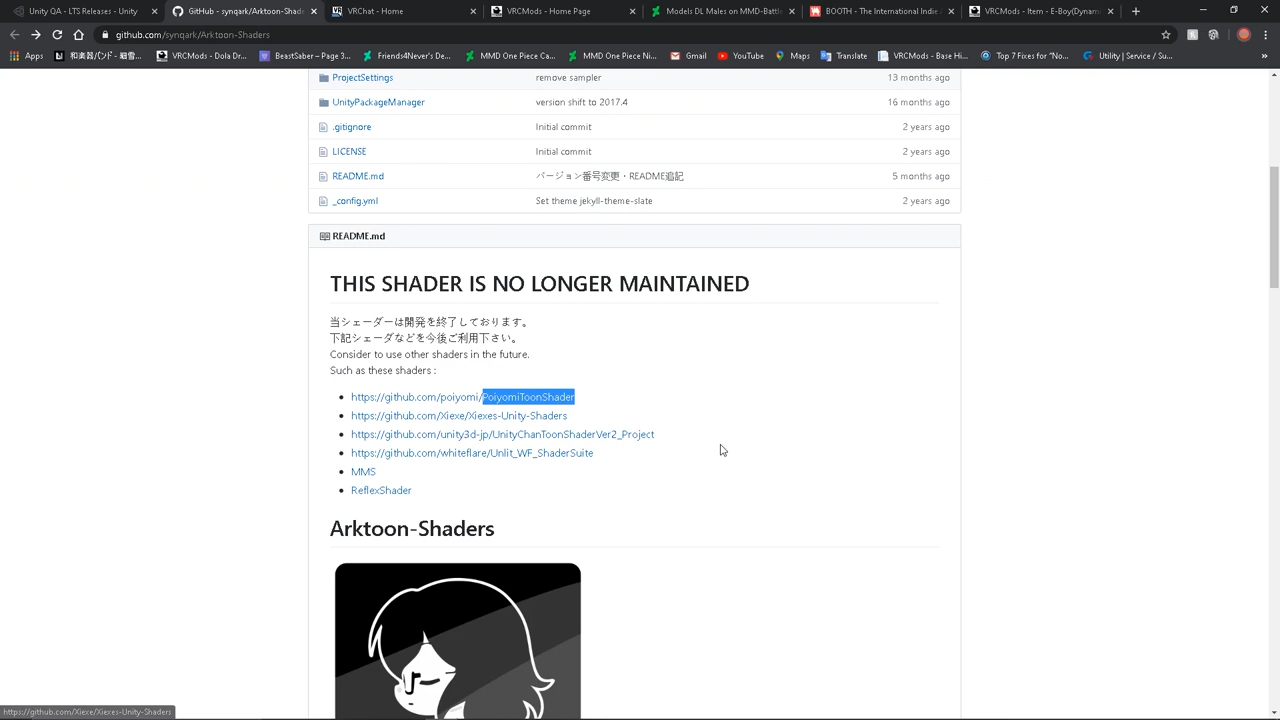 Unity QA - LTS Releases - Unity
GitHub - synqark/Arktoon-Shade
VRChat - Home
VRCMods - Home Page
Models DL Males on MMD-Battle
BOOTH - The International Indie
VRCMods - Item - E-Boy(Dynam
github.com/synqark/Arktoon-Shaders
Apps
和楽器バンド - 細雪...
VRCMods - Dola Dr...
BeastSaber – Page 3...
Friends4Never's De...
MMD One Piece Ca...
MMD One Piece Ni...
Gmail
YouTube
Maps
Translate
VRCMods - Base Hi...
Top 7 Fixes for "No...
Utility | Service / Su...
ProjectSettings remove sampler 13 months ago
UnityPackageManager version shift to 2017.4 16 months ago
.gitignore Initial commit 2 years ago
LICENSE Initial commit 2 years ago
README.md バージョン番号変更・README追記 5 months ago
_config.yml Set theme jekyll-theme-slate 2 years ago
README.md
THIS SHADER IS NO LONGER MAINTAINED
当シェーダーは開発を終了しております。
下記シェーダなどを今後ご利用下さい。
Consider to use other shaders in the future.
Such as these shaders :
https://github.com/poiyomi/PoiyomiToonShader
https://github.com/Xiexe/Xiexes-Unity-Shaders
https://github.com/unity3d-jp/UnityChanToonShaderVer2_Project
https://github.com/whiteflare/Unlit_WF_ShaderSuite
MMS
ReflexShader
Arktoon-Shaders
https://github.com/Xiexe/Xiexes-Unity-Shaders